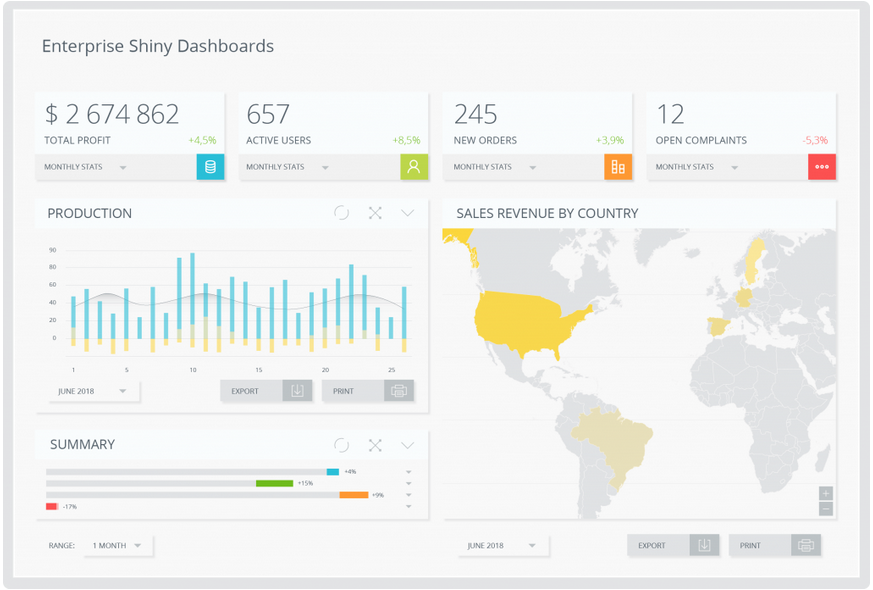 Enterprise Shiny Dashboards
$ 2 674 862
TOTAL PROFIT +4,5%
MONTHLY STATS
657
ACTIVE USERS +8,5%
MONTHLY STATS
245
NEW ORDERS +3,9%
MONTHLY STATS
12
OPEN COMPLAINTS -5,3%
MONTHLY STATS
PRODUCTION
90
80
60
40
20
0
1 5 10 15 20 25
JUNE 2018
EXPORT
PRINT
SUMMARY
+4%
+15%
+9%
-17%
RANGE: 1 MONTH
SALES REVENUE BY COUNTRY
+
−
JUNE 2018
EXPORT
PRINT